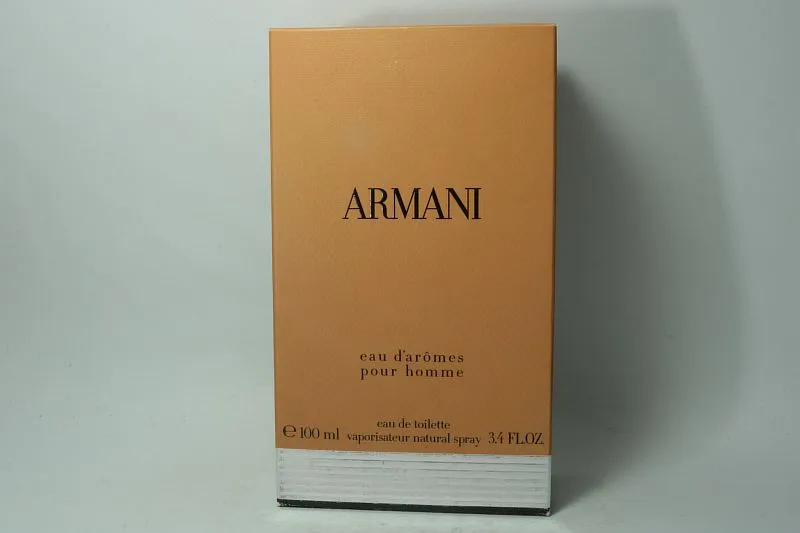 ARMANI
eau d'arômes
pour homme
eau de toilette
℮ 100 ml vaporisateur natural spray 3.4 FL.OZ.